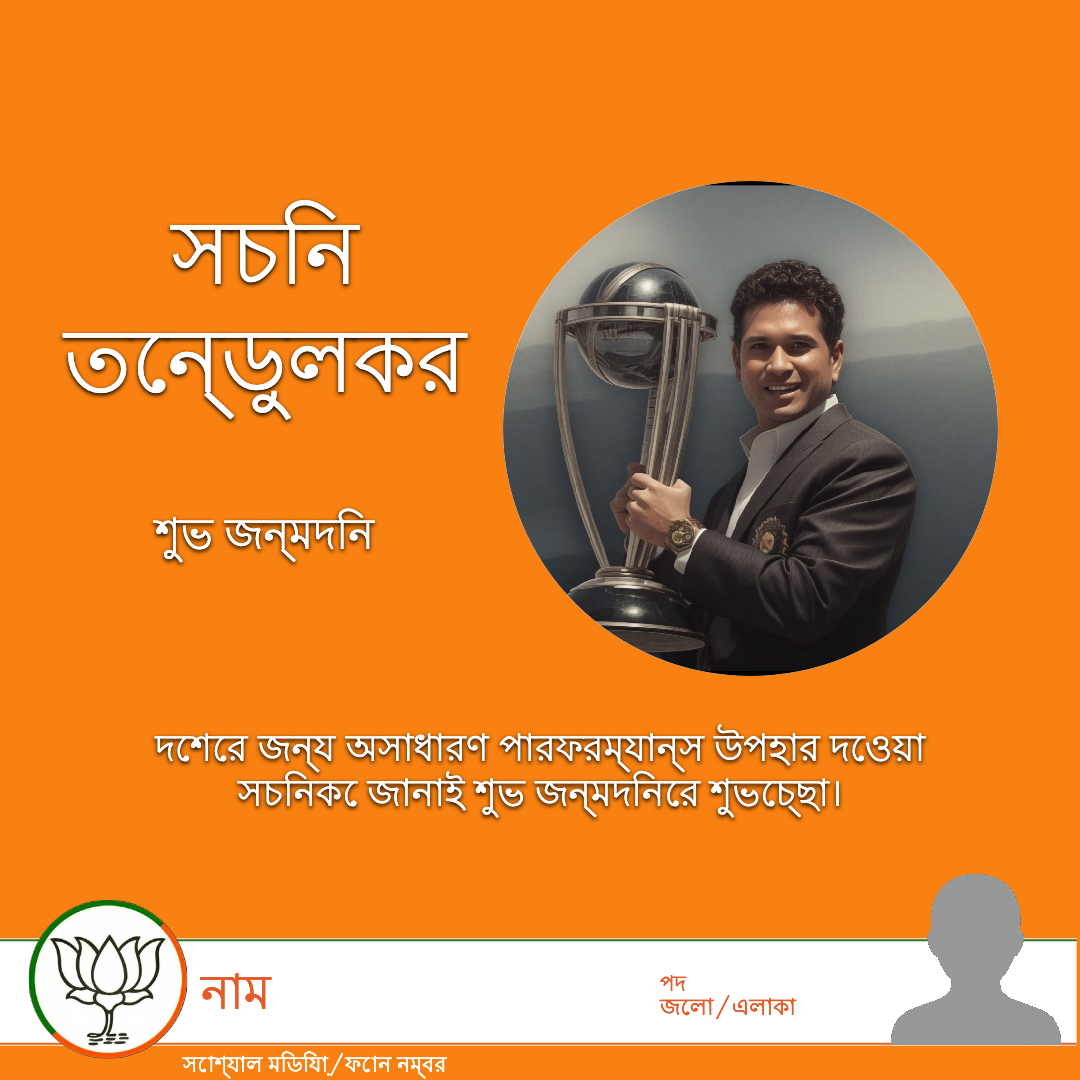 সচনি
তনে্ডুলকর
শুভ জন্‌মদনি
দশেরে জন্‌য অসাধারণ পারফরম্‌যান্‌স উপহার দওেয়া
সচনিক ে জানাই শুভ জন্‌মদনিরে শুভচে্ছা।
নাম
পদ
জলো/এলাকা
সোশ্‌যাল মডিযি়া/ফোন নম্‌বর